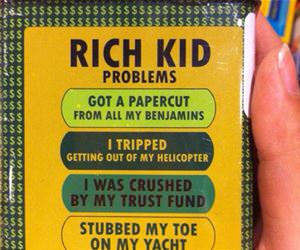 RICH KID
PROBLEMS
GOT A PAPERCUT
FROM ALL MY BENJAMINS
I TRIPPED
GETTING OUT OF MY HELICOPTER
I WAS CRUSHED
BY MY TRUST FUND
STUBBED MY TOE
ON MY YACHT